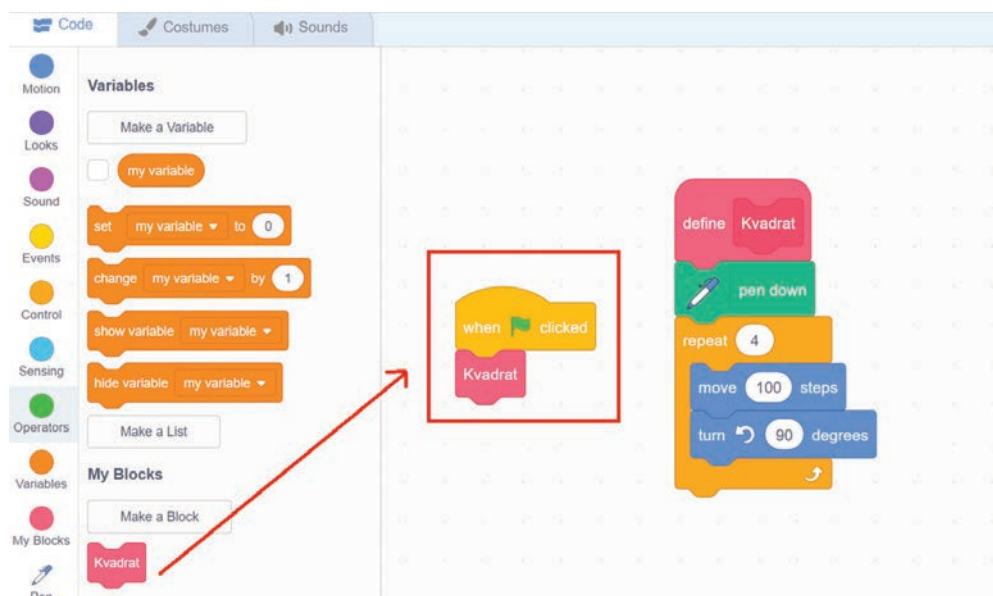 Code
Costumes
Sounds
Motion
Looks
Sound
Events
Control
Sensing
Operators
Variables
My Blocks
Variables
Make a Variable
my variable
set my variable to 0
change my variable by 1
show variable my variable
hide variable my variable
Make a List
My Blocks
Make a Block
Kvadrat
when clicked
Kvadrat
define Kvadrat
pen down
repeat 4
move 100 steps
turn 90 degrees